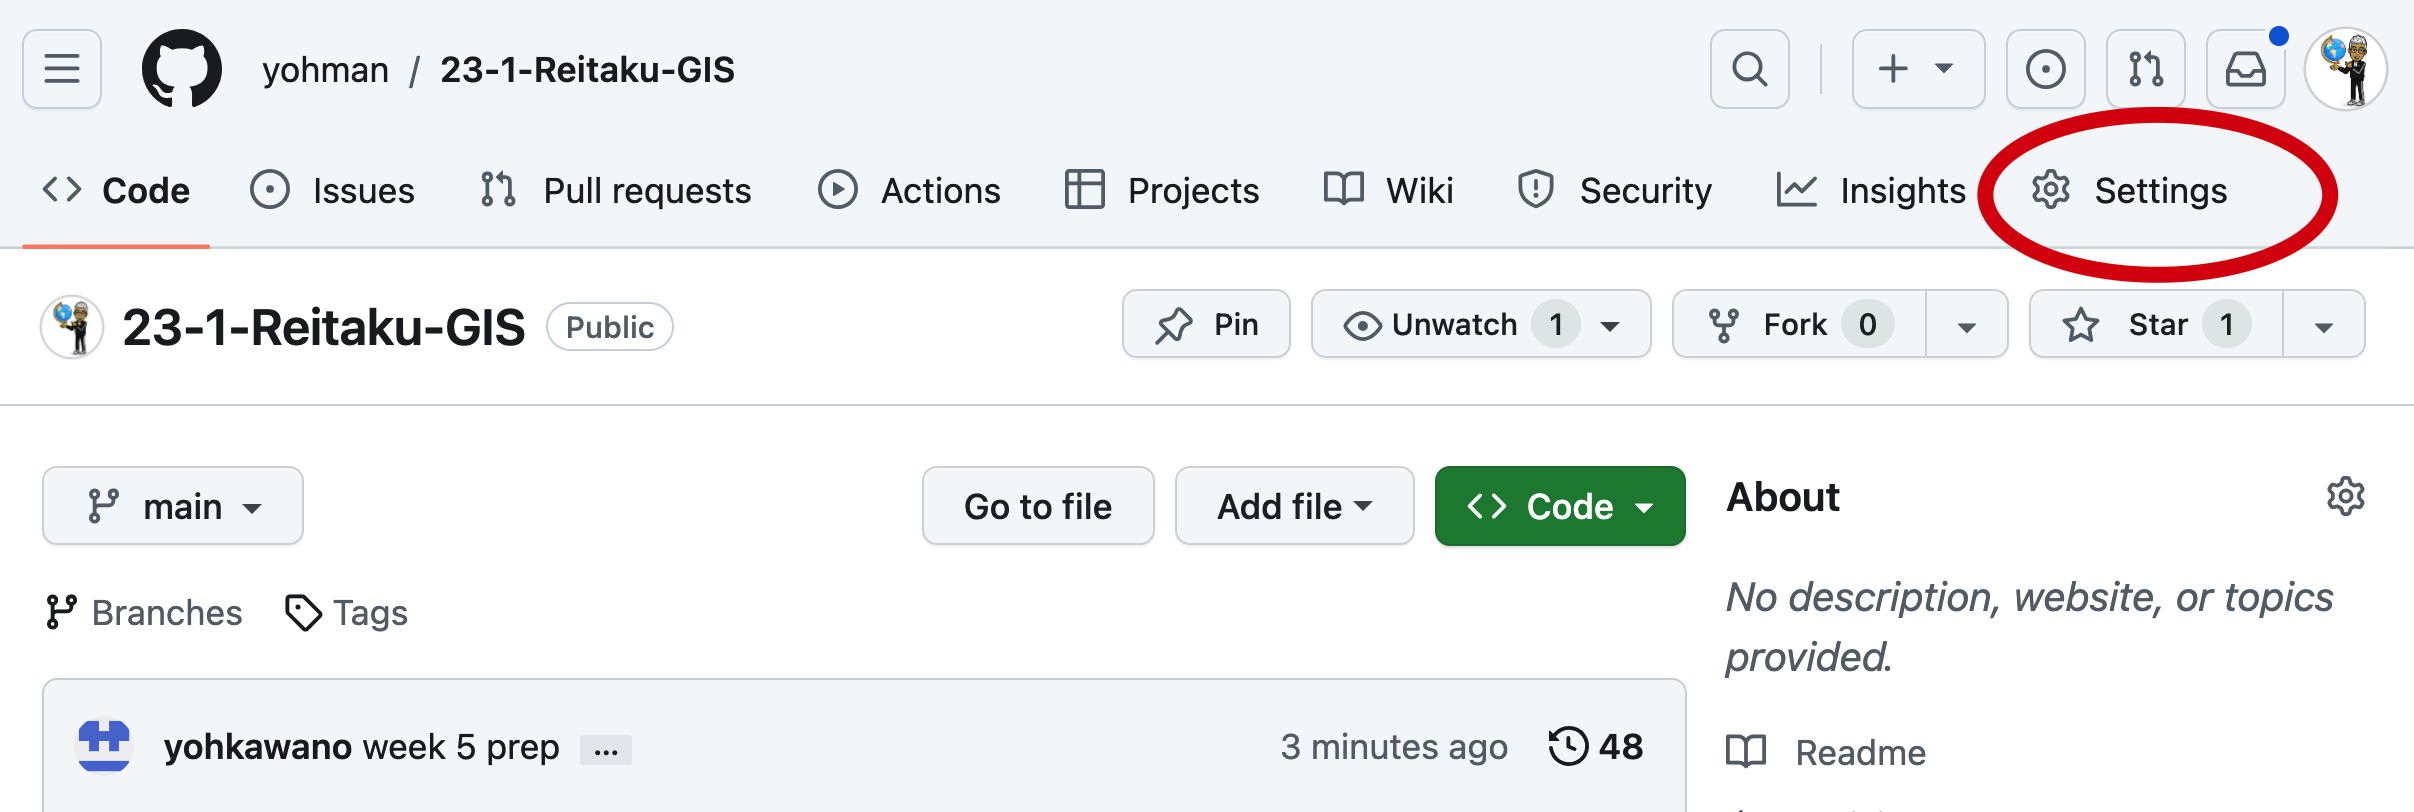 yohman / 23-1-Reitaku-GIS
Code Issues Pull requests Actions Projects Wiki Security Insights Settings
23-1-Reitaku-GIS Public Pin Unwatch 1 Fork 0 Star 1
main Go to file Add file Code
Branches Tags
yohkawano week 5 prep ... 3 minutes ago 48
About
No description, website, or topics
provided.
Readme